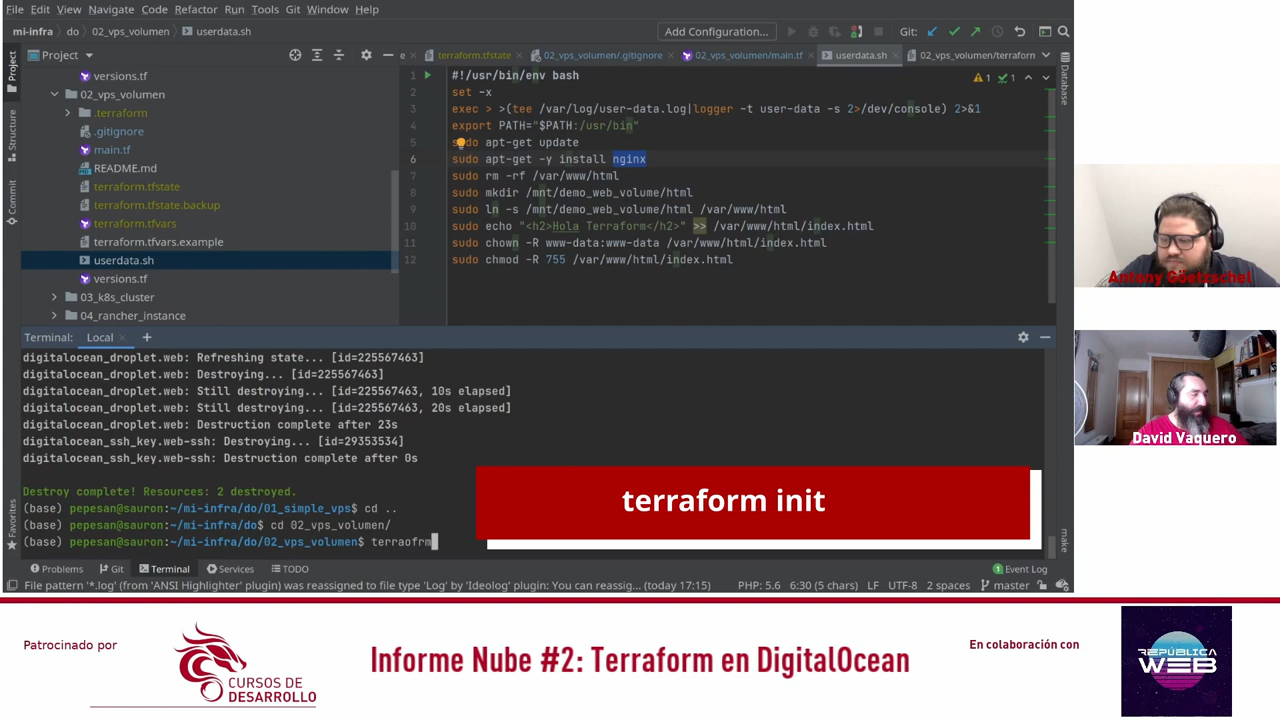 File Edit View Navigate Code Refactor Run Tools Git Window Help
mi-infra do 02_vps_volumen userdata.sh Add Configuration... Git:
Project
e terraform.tfstate 02_vps_volumen/.gitignore 02_vps_volumen/main.tf userdata.sh 02_vps_volumen/terraform
Project
Structure
Commit
Favorites
Database
make
versions.tf
02_vps_volumen
.terraform
.gitignore
main.tf
README.md
terraform.tfstate
terraform.tfstate.backup
terraform.tfvars
terraform.tfvars.example
userdata.sh
versions.tf
03_k8s_cluster
04_rancher_instance
1 1
1 #!/usr/bin/env bash
2 set -x
3 exec > >(tee /var/log/user-data.log|logger -t user-data -s 2>/dev/console) 2>&1
4 export PATH="$PATH:/usr/bin"
5 sudo apt-get update
6 sudo apt-get -y install nginx
7 sudo rm -rf /var/www/html
8 sudo mkdir /mnt/demo_web_volume/html
9 sudo ln -s /mnt/demo_web_volume/html /var/www/html
10 sudo echo "<h2>Hola Terraform</h2>" >> /var/www/html/index.html
11 sudo chown -R www-data:www-data /var/www/html/index.html
12 sudo chmod -R 755 /var/www/html/index.html
Terminal: Local
digitalocean_droplet.web: Refreshing state... [id=225567463]
digitalocean_droplet.web: Destroying... [id=225567463]
digitalocean_droplet.web: Still destroying... [id=225567463, 10s elapsed]
digitalocean_droplet.web: Still destroying... [id=225567463, 20s elapsed]
digitalocean_droplet.web: Destruction complete after 23s
digitalocean_ssh_key.web-ssh: Destroying... [id=29353534]
digitalocean_ssh_key.web-ssh: Destruction complete after 0s
Destroy complete! Resources: 2 destroyed.
(base) pepesan@sauron:~/mi-infra/do/01_simple_vps$ cd ..
(base) pepesan@sauron:~/mi-infra/do$ cd 02_vps_volumen/
(base) pepesan@sauron:~/mi-infra/do/02_vps_volumen$ terraofrm
terraform init
Problems Git Terminal Services TODO 1 Event Log
File pattern '*.log' (from 'ANSI Highlighter' plugin) was reassigned to file type 'Log' by 'Ideolog' plugin: You can reassig... (today 17:15) PHP: 5.6 6:30 (5 chars) LF UTF-8 2 spaces master
Antony Göetzschel
David Vaquero
Patrocinado por
CURSOS DE
DESARROLLO
Informe Nube #2: Terraform en DigitalOcean
En colaboración con
REPÚBLICA
WEB